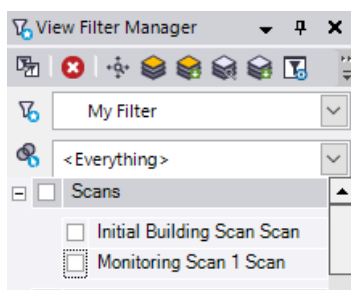 View Filter Manager
My Filter
<Everything>
Scans
Initial Building Scan Scan
Monitoring Scan 1 Scan